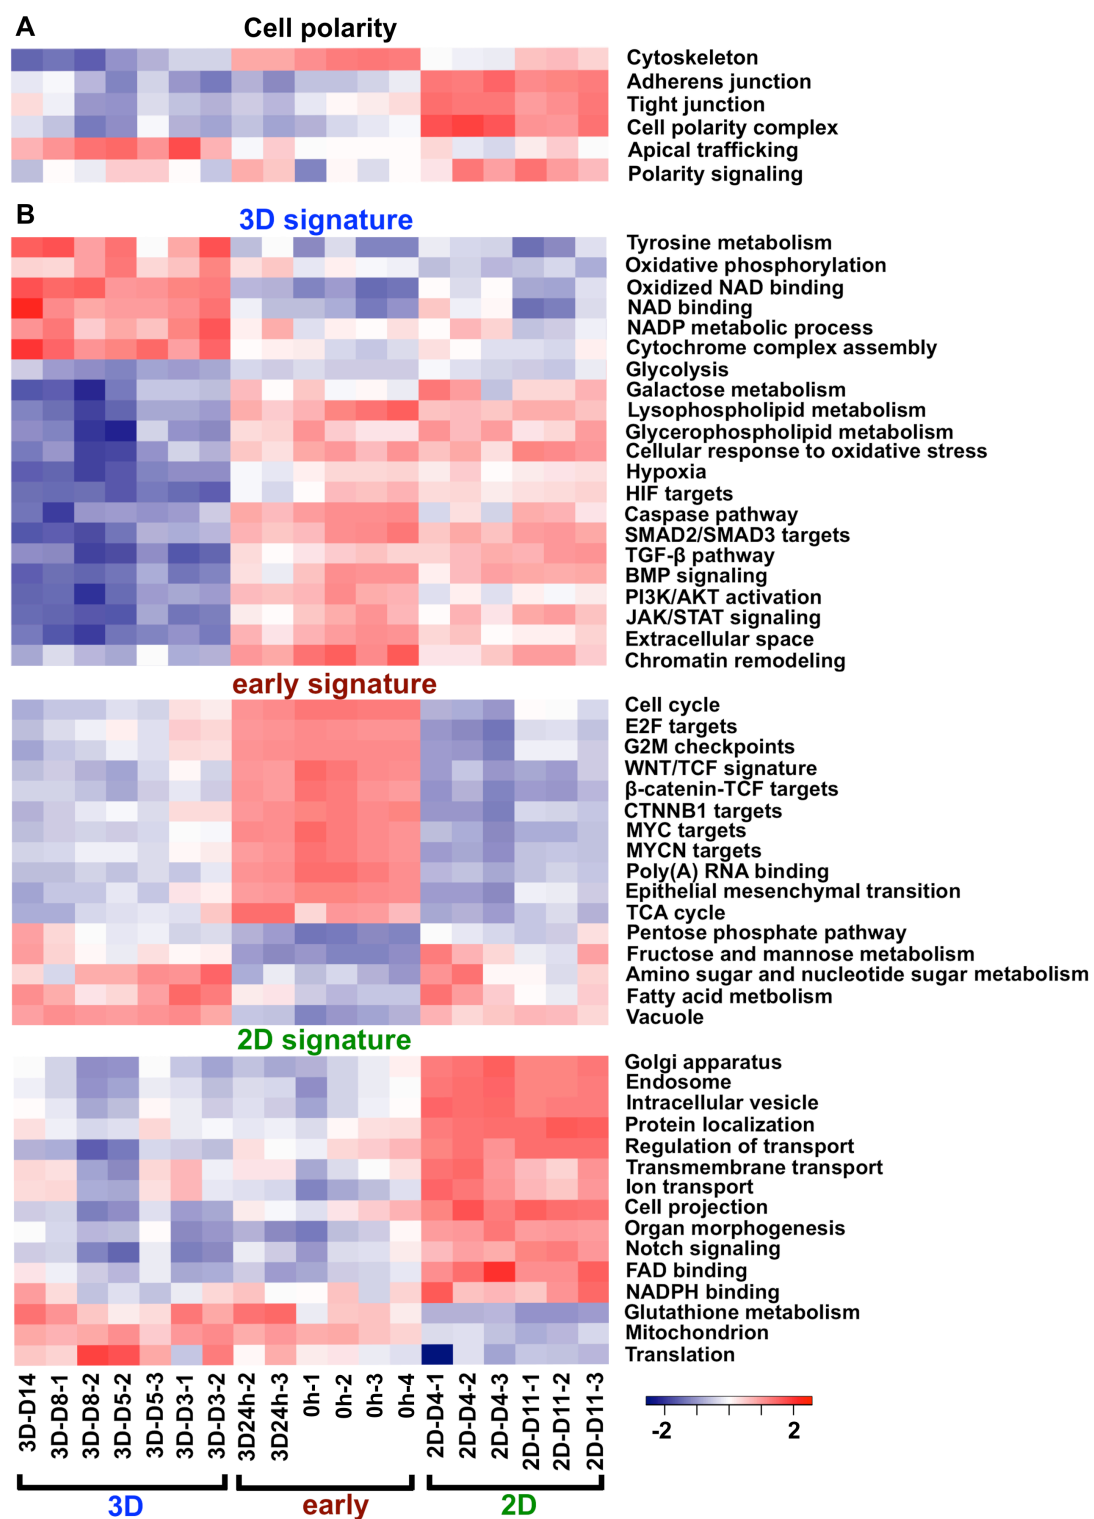 A
Cell polarity
Cytoskeleton
Adherens junction
Tight junction
Cell polarity complex
Apical trafficking
Polarity signaling
B
3D signature
Tyrosine metabolism
Oxidative phosphorylation
Oxidized NAD binding
NAD binding
NADP metabolic process
Cytochrome complex assembly
Glycolysis
Galactose metabolism
Lysophospholipid metabolism
Glycerophospholipid metabolism
Cellular response to oxidative stress
Hypoxia
HIF targets
Caspase pathway
SMAD2/SMAD3 targets
TGF-β pathway
BMP signaling
PI3K/AKT activation
JAK/STAT signaling
Extracellular space
Chromatin remodeling
early signature
Cell cycle
E2F targets
G2M checkpoints
WNT/TCF signature
β-catenin-TCF targets
CTNNB1 targets
MYC targets
MYCN targets
Poly(A) RNA binding
Epithelial mesenchymal transition
TCA cycle
Pentose phosphate pathway
Fructose and mannose metabolism
Amino sugar and nucleotide sugar metabolism
Fatty acid metbolism
Vacuole
2D signature
Golgi apparatus
Endosome
Intracellular vesicle
Protein localization
Regulation of transport
Transmembrane transport
Ion transport
Cell projection
Organ morphogenesis
Notch signaling
FAD binding
NADPH binding
Glutathione metabolism
Mitochondrion
Translation
3D-D14
3D-D8-1
3D-D8-2
3D-D5-2
3D-D5-3
3D-D3-1
3D-D3-2
3D24h-2
3D24h-3
0h-1
0h-2
0h-3
0h-4
2D-D4-1
2D-D4-2
2D-D4-3
2D-D11-1
2D-D11-2
2D-D11-3
-2 2
3D early 2D